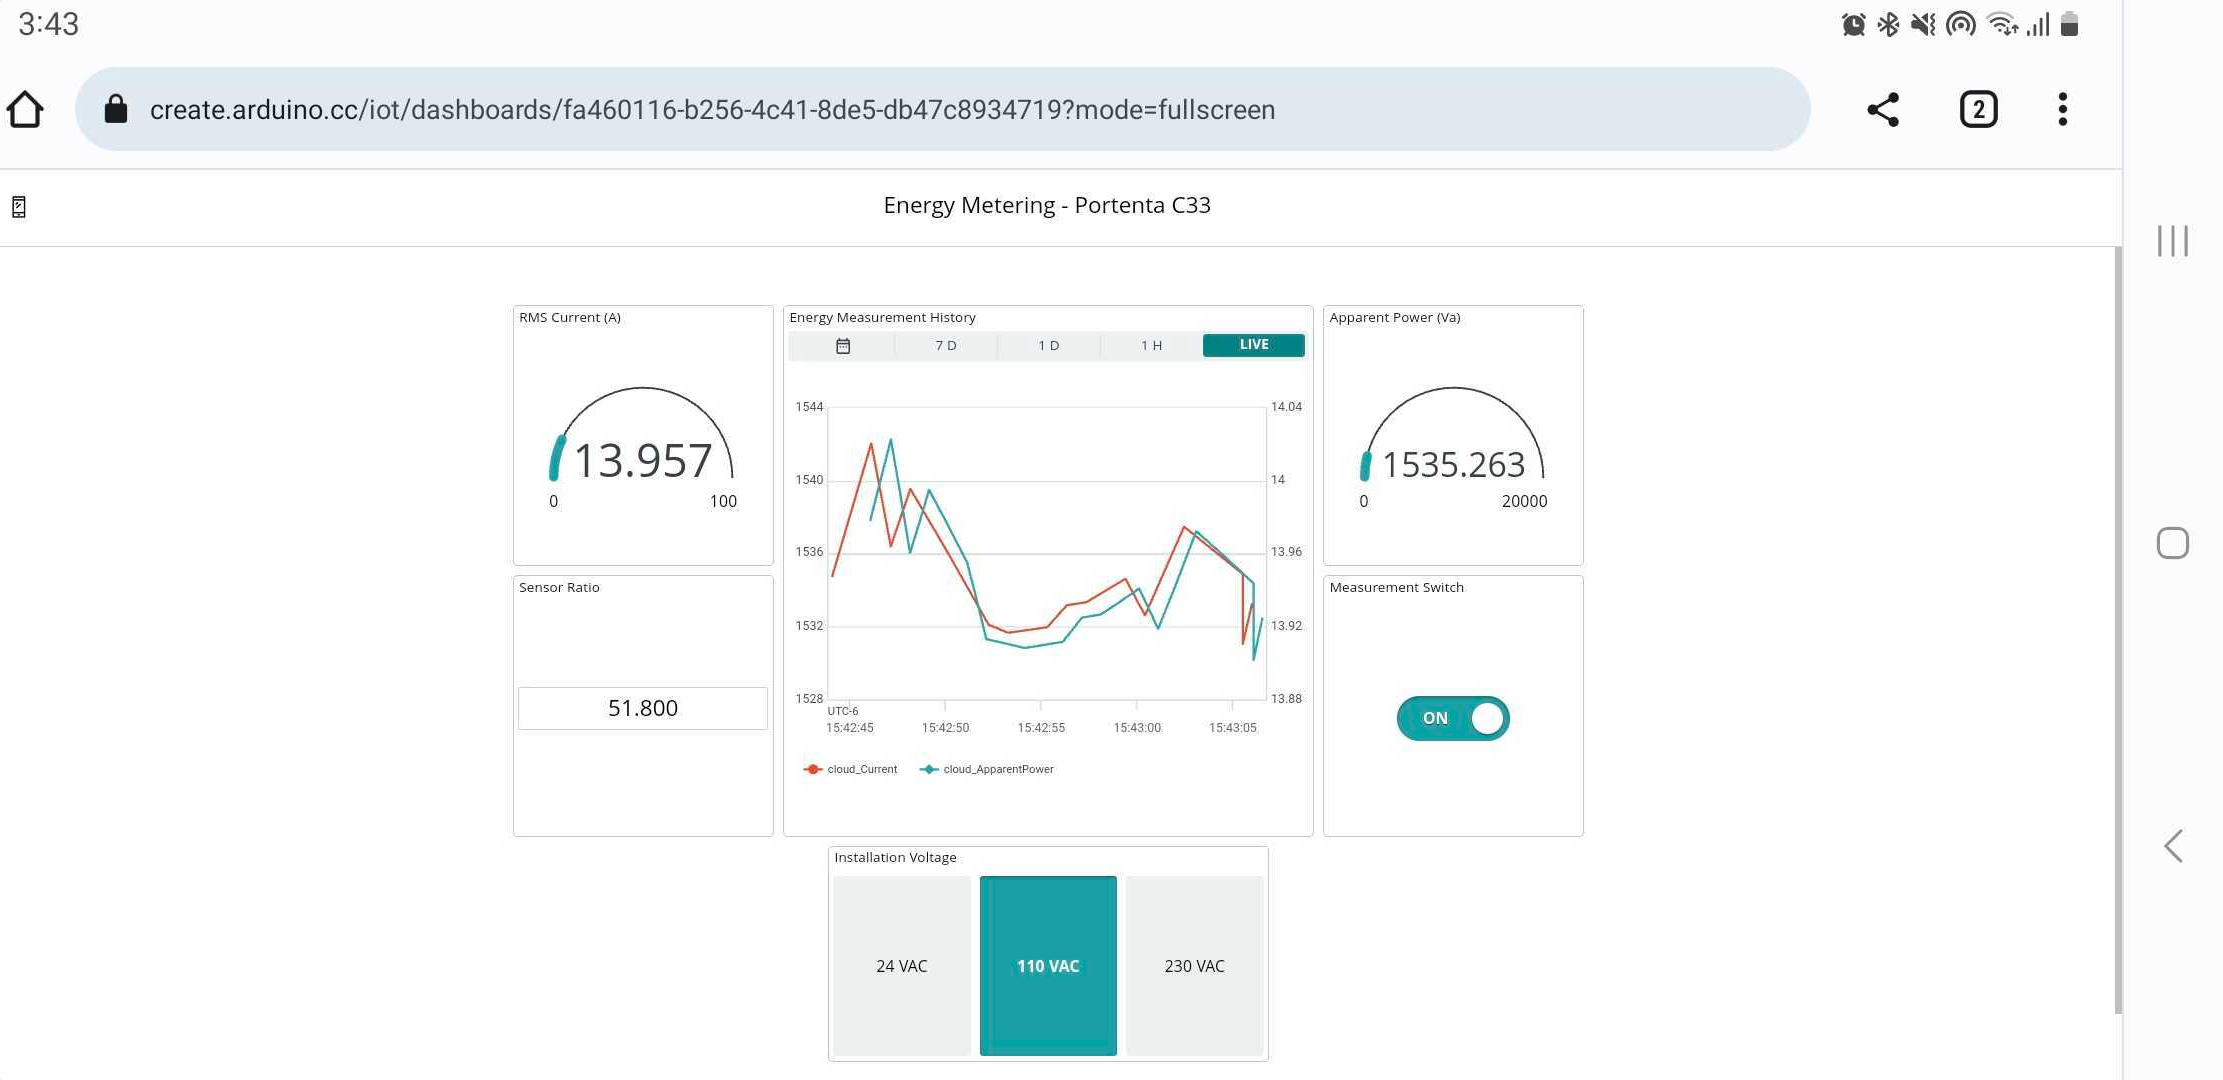 3:43
create.arduino.cc/iot/dashboards/fa460116-b256-4c41-8de5-db47c8934719?mode=fullscreen
2
Energy Metering - Portenta C33
RMS Current (A)
13.957
0
100
Energy Measurement History
7 D
1 D
1 H
LIVE
1544
1540
1536
1532
1528
14.04
14
13.96
13.92
13.88
UTC-6
15:42:45
15:42:50
15:42:55
15:43:00
15:43:05
cloud_Current
cloud_ApparentPower
Apparent Power (Va)
1535.263
0
20000
Sensor Ratio
51.800
Measurement Switch
ON
Installation Voltage
24 VAC
110 VAC
230 VAC